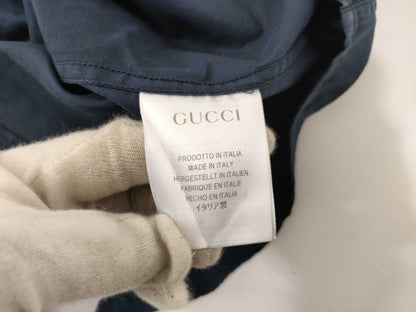 GUCCI
PRODOTTO IN ITALIA
MADE IN ITALY
HERGESTELLT IN ITALIEN
FABRIQUE EN ITALIE
HECHO EN ITALIA
イタリア製